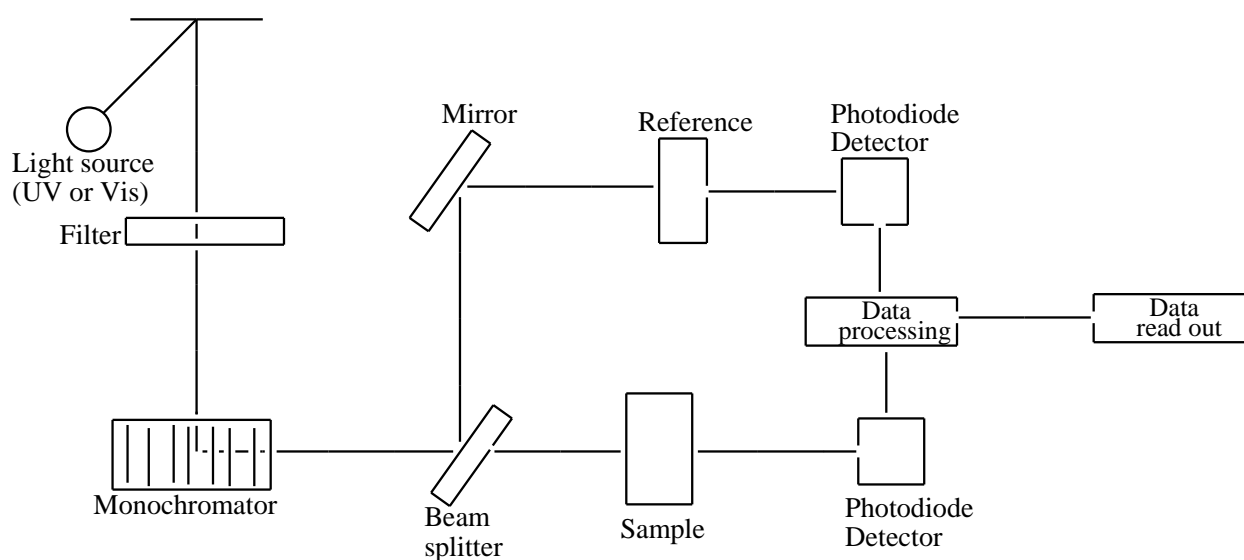 Mirror
Reference
Photodiode
Detector
Light source
(UV or Vis)
Filter
Data
processing
Data
read out
Monochromator
Beam
splitter
Sample
Photodiode
Detector